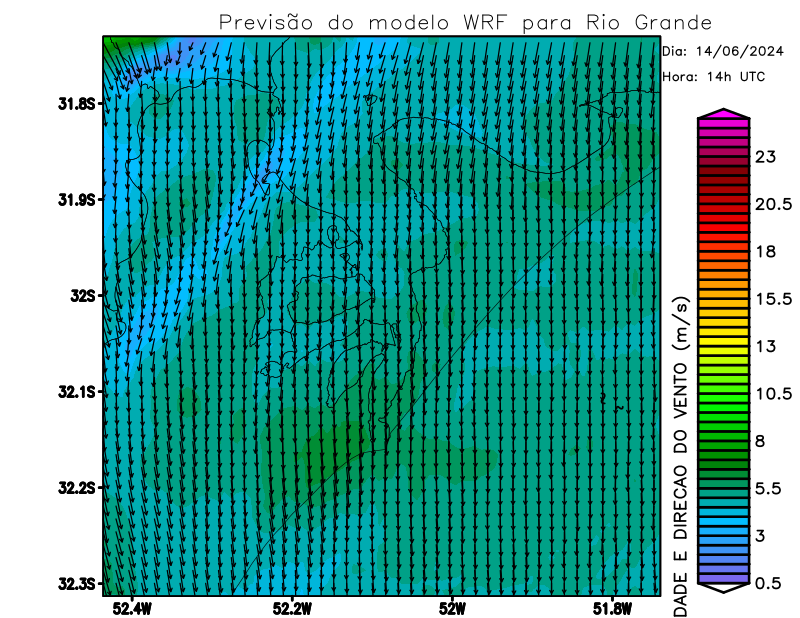 Previsão do modelo WRF para Rio Grande
Dia: 14/06/2024
Hora: 14h UTC
31.8S
31.9S
32S
32.1S
32.2S
32.3S
52.4W
52.2W
52W
51.8W
23
20.5
18
15.5
13
10.5
8
5.5
3
0.5
DADE E DIRECAO DO VENTO (m/s)